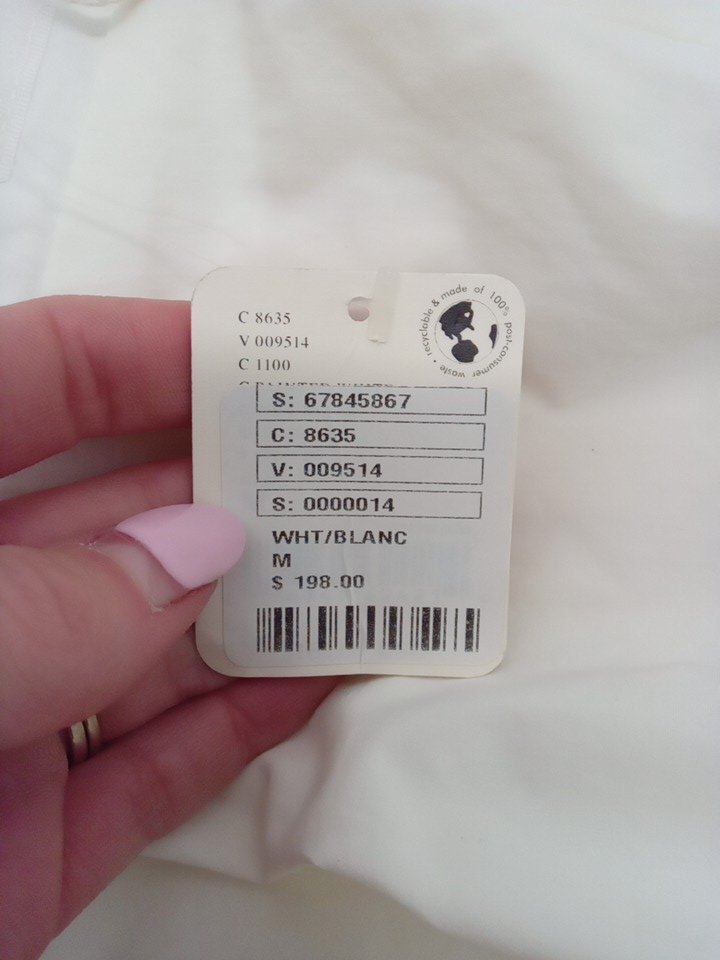 C 8635
V 009514
C 1100
recyclable & made of 100% post-consumer waste •
S: 67845867
C: 8635
V: 009514
S: 0000014
WHT/BLANC
M
$ 198.00